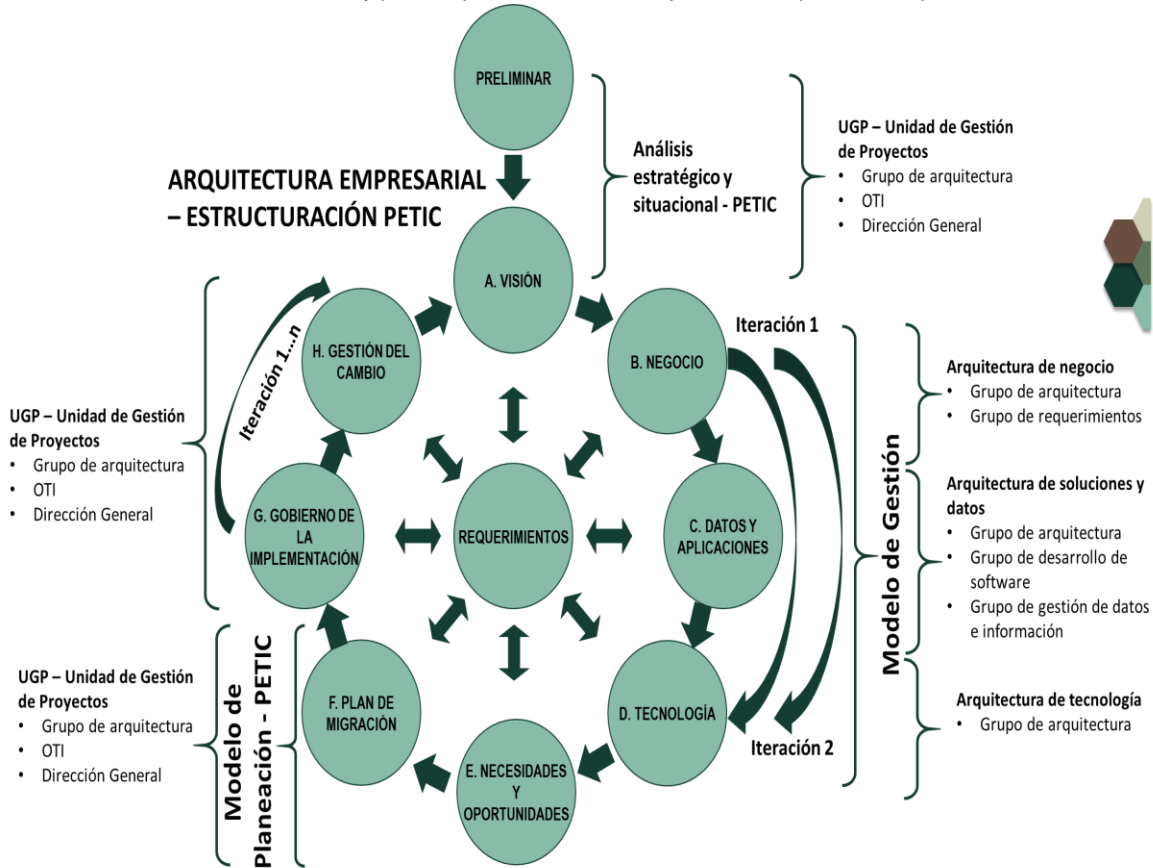 PRELIMINAR
ARQUITECTURA EMPRESARIAL
– ESTRUCTURACIÓN PETIC
Análisis
estratégico y
situacional - PETIC
UGP – Unidad de Gestión
de Proyectos
• Grupo de arquitectura
• OTI
• Dirección General
A. VISIÓN
H. GESTIÓN DEL
CAMBIO
B. NEGOCIO
Iteración 1
Iteración 1...n
UGP – Unidad de Gestión
de Proyectos
• Grupo de arquitectura
• OTI
• Dirección General
G. GOBIERNO DE
LA
IMPLEMENTACIÓN
REQUERIMIENTOS
C. DATOS Y
APLICACIONES
Modelo de Gestión
Arquitectura de negocio
• Grupo de arquitectura
• Grupo de requerimientos
Arquitectura de soluciones y
datos
• Grupo de arquitectura
• Grupo de desarrollo de
software
• Grupo de gestión de datos
e información
Arquitectura de tecnología
• Grupo de arquitectura
UGP – Unidad de Gestión
de Proyectos
• Grupo de arquitectura
• OTI
• Dirección General
Modelo de
Planeación - PETIC
F. PLAN DE
MIGRACIÓN
D. TECNOLOGÍA
Iteración 2
E. NECESIDADES
Y
OPORTUNIDADES